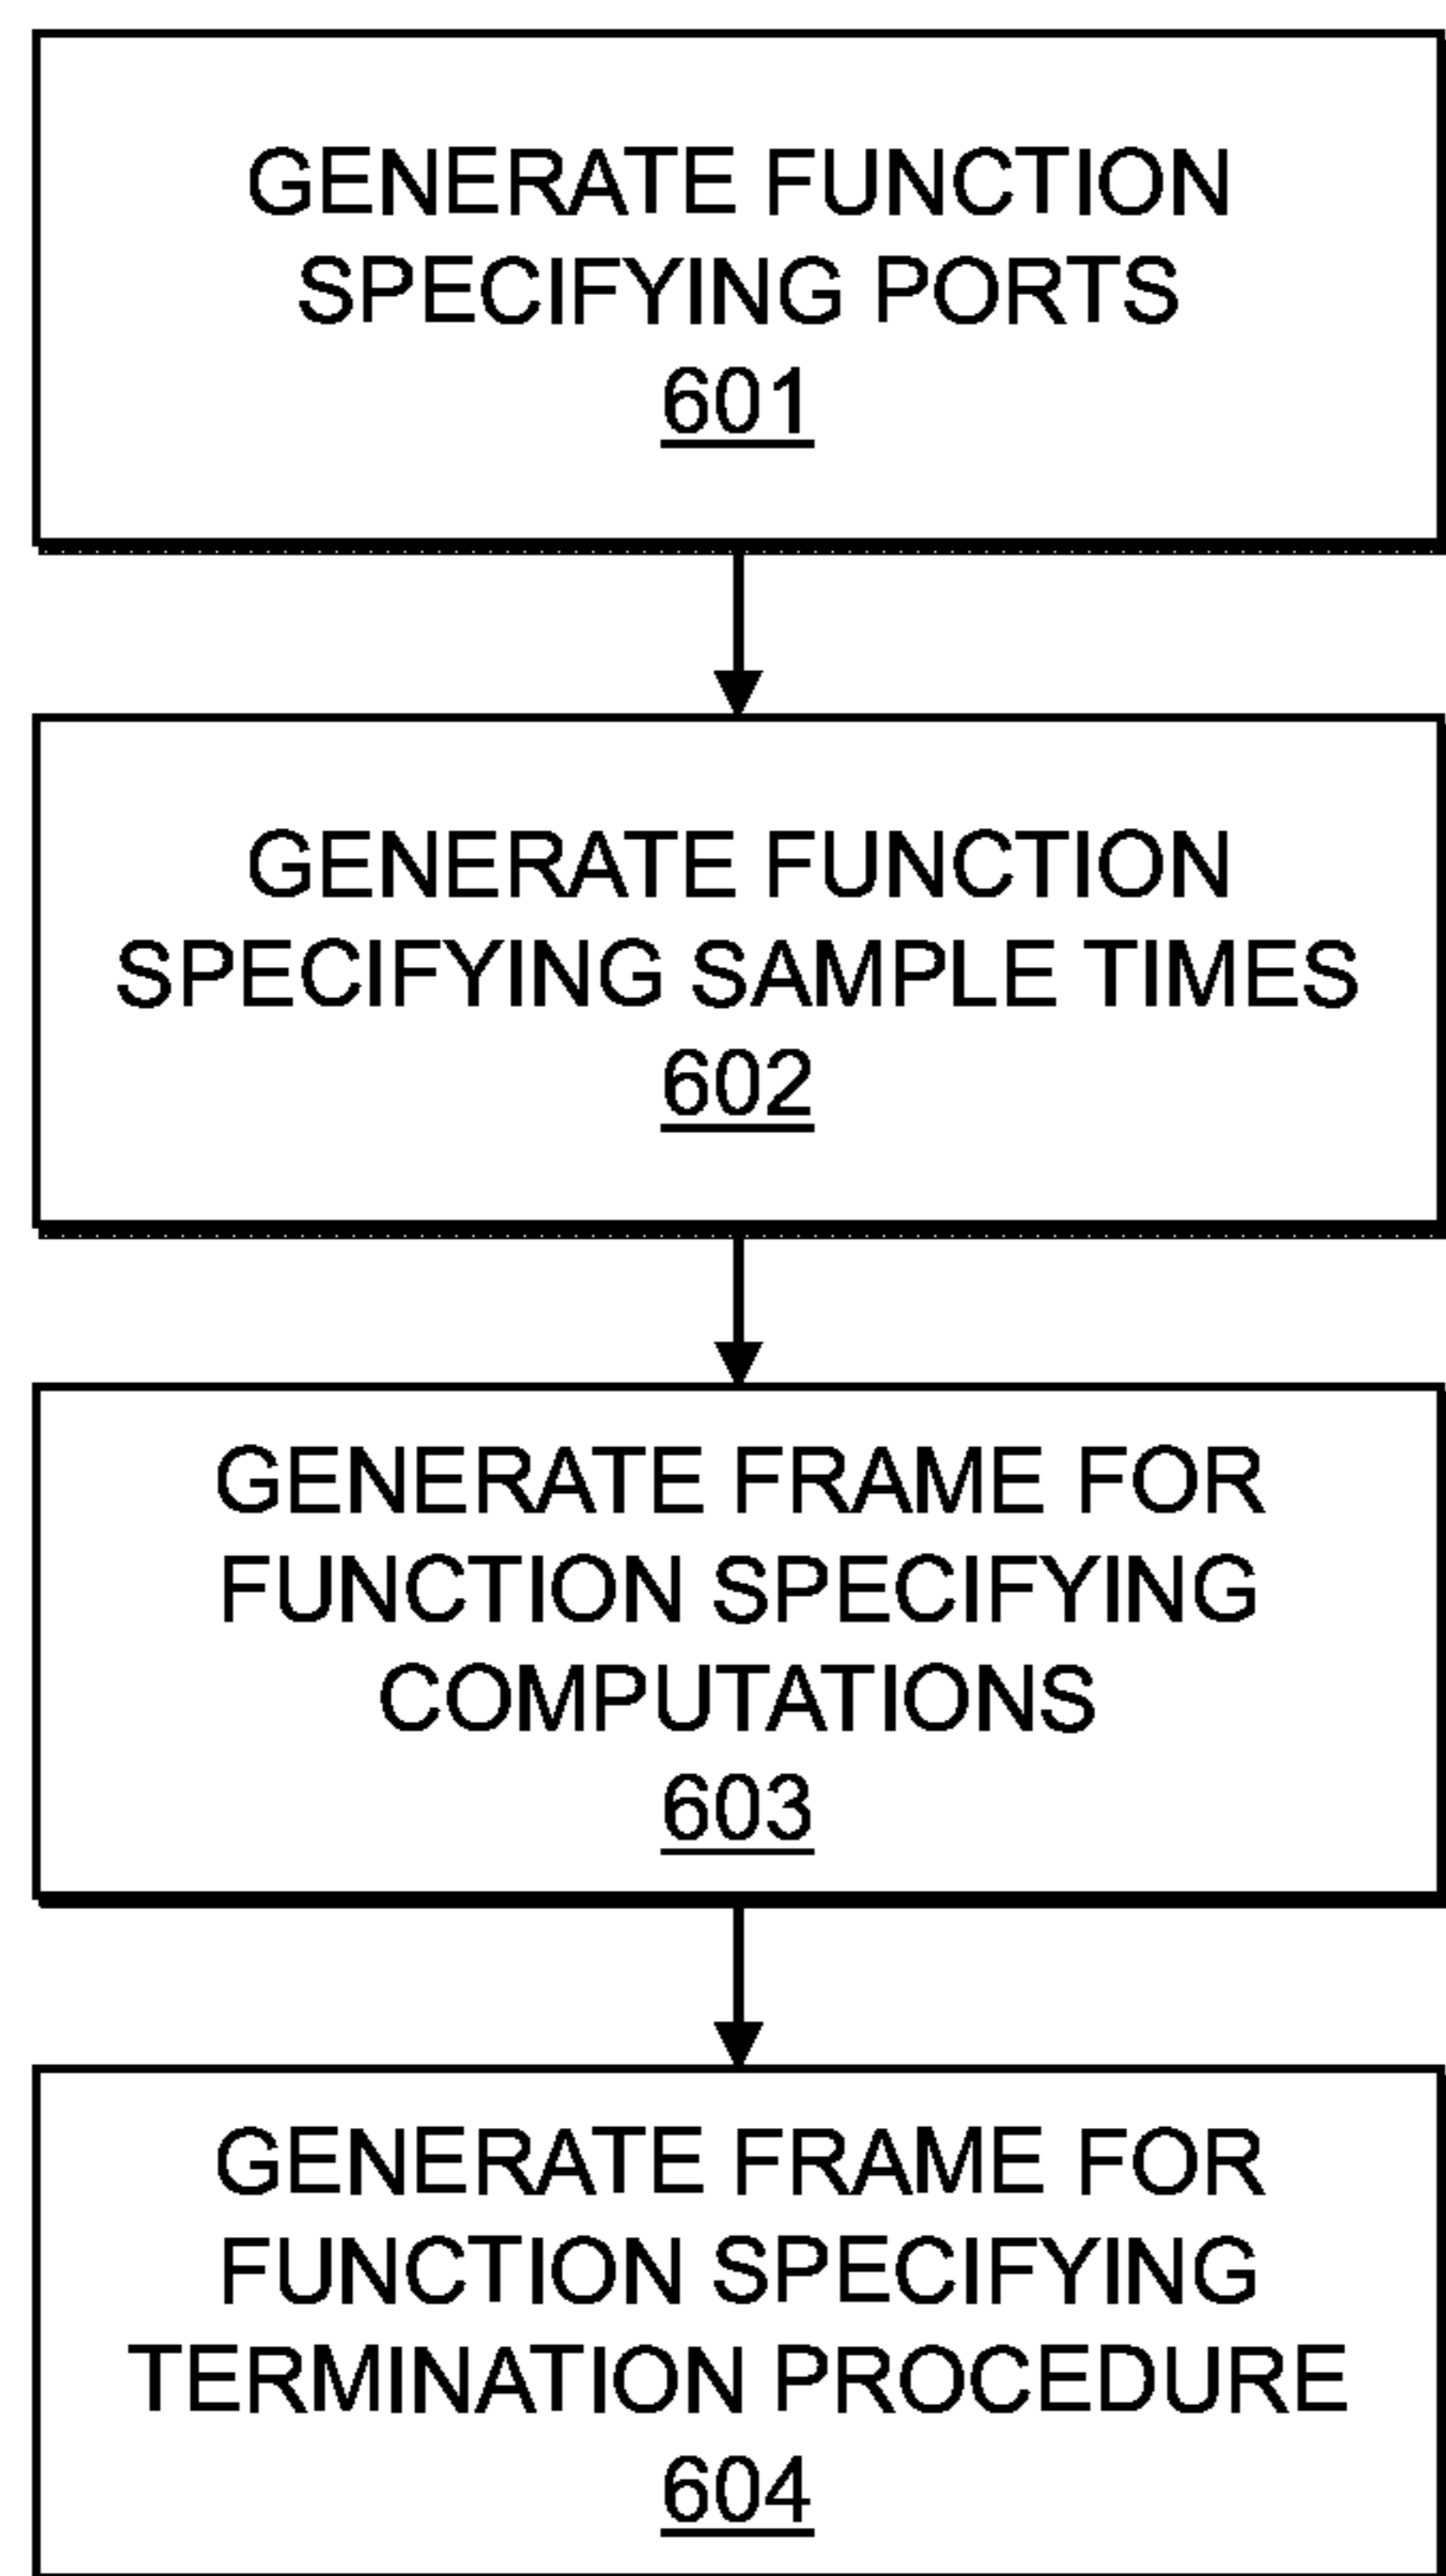 GENERATE FUNCTION
SPECIFYING PORTS
601
GENERATE FUNCTION
SPECIFYING SAMPLE TIMES
602
GENERATE FRAME FOR
FUNCTION SPECIFYING
COMPUTATIONS
603
GENERATE FRAME FOR
FUNCTION SPECIFYING
TERMINATION PROCEDURE
604